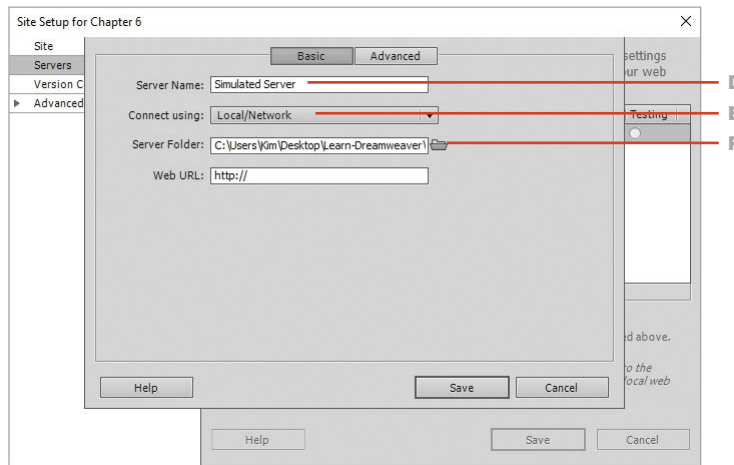 Site Setup for Chapter 6
Site
Servers
Version C
Advanced
Basic
Advanced
settings
our web
Server Name: Simulated Server
D
Connect using: Local/Network
E
Testing
Server Folder: C:\Users\Kim\Desktop\Learn-Dreamweaver\
F
Web URL: http://
ed above.
to the
local web
Help
Save
Cancel
Help
Save
Cancel